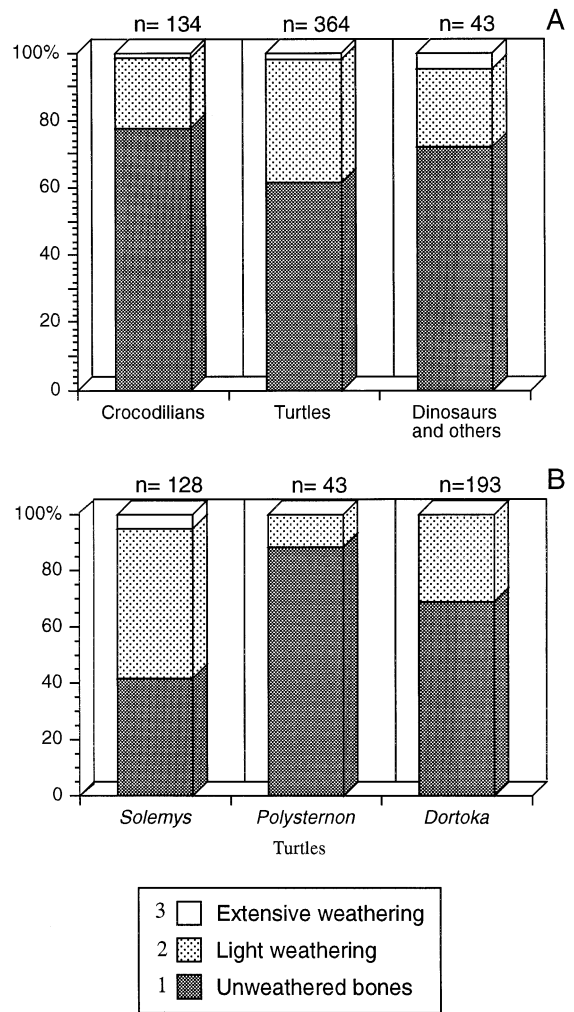 A
n= 134 n= 364 n= 43
100%
80
60
40
20
0
Crocodilians Turtles Dinosaurs
and others
B
n= 128 n= 43 n=193
100%
80
60
40
20
0
Solemys Polysternon Dortoka
Turtles
3 Extensive weathering
2 Light weathering
1 Unweathered bones